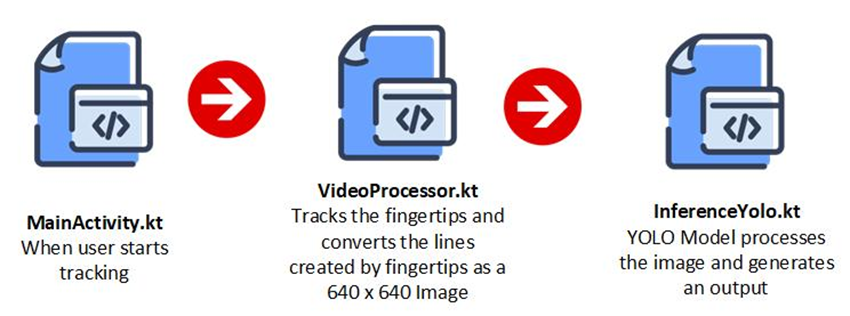 MainActivity.kt
When user starts
tracking
VideoProcessor.kt
Tracks the fingertips and
converts the lines
created by fingertips as a
640 x 640 Image
InferenceYolo.kt
YOLO Model processes
the image and generates
an output